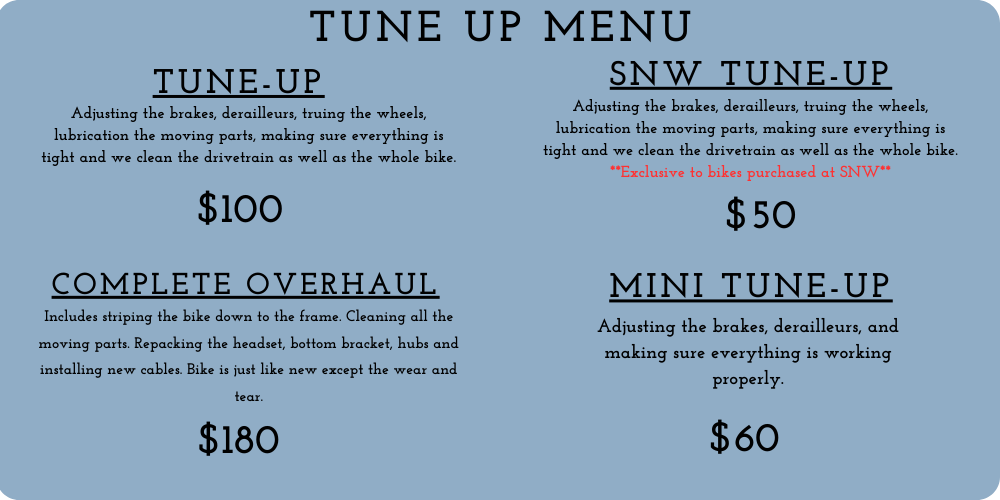 TUNE UP MENU
TUNE-UP
Adjusting the brakes, derailleurs, truing the wheels,
lubrication the moving parts, making sure everything is
tight and we clean the drivetrain as well as the whole bike.
$100
SNW TUNE-UP
Adjusting the brakes, derailleurs, truing the wheels,
lubrication the moving parts, making sure everything is
tight and we clean the drivetrain as well as the whole bike.
**Exclusive to bikes purchased at SNW**
$50
COMPLETE OVERHAUL
Includes striping the bike down to the frame. Cleaning all the
moving parts. Repacking the headset, bottom bracket, hubs and
installing new cables. Bike is just like new except the wear and
tear.
$180
MINI TUNE-UP
Adjusting the brakes, derailleurs, and
making sure everything is working
properly.
$60